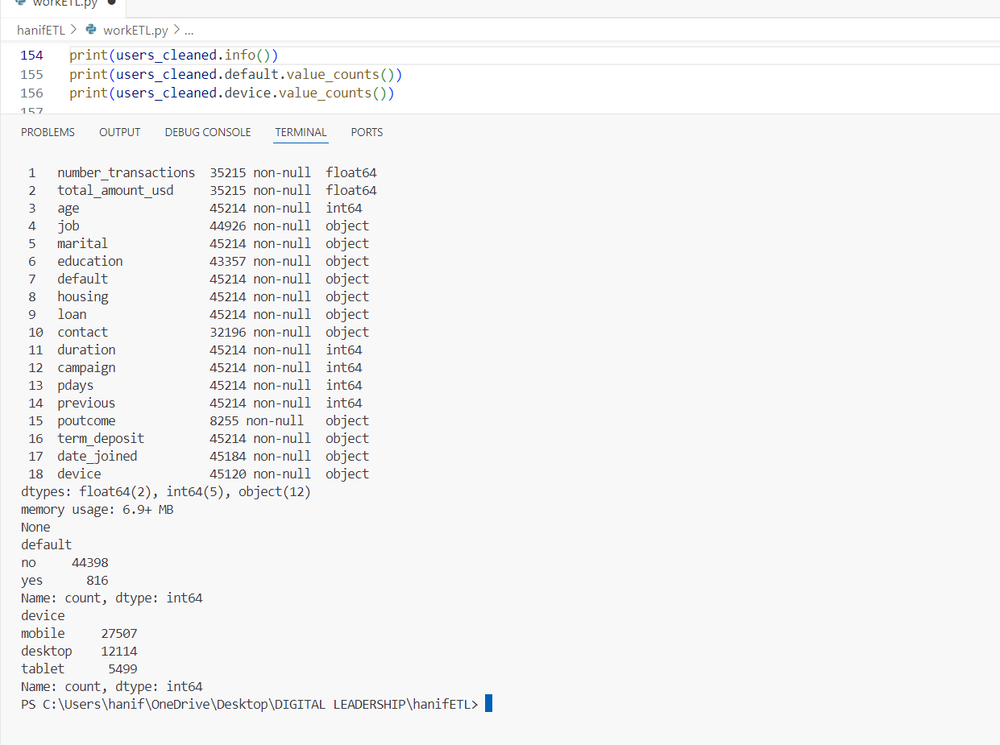 workETL.py
hanifETL > workETL.py > ...
154 print(users_cleaned.info())
155 print(users_cleaned.default.value_counts())
156 print(users_cleaned.device.value_counts())
157
PROBLEMS OUTPUT DEBUG CONSOLE TERMINAL PORTS
1 number_transactions 35215 non-null float64
2 total_amount_usd 35215 non-null float64
3 age 45214 non-null int64
4 job 44926 non-null object
5 marital 45214 non-null object
6 education 43357 non-null object
7 default 45214 non-null object
8 housing 45214 non-null object
9 loan 45214 non-null object
10 contact 32196 non-null object
11 duration 45214 non-null int64
12 campaign 45214 non-null int64
13 pdays 45214 non-null int64
14 previous 45214 non-null int64
15 poutcome 8255 non-null object
16 term_deposit 45214 non-null object
17 date_joined 45184 non-null object
18 device 45120 non-null object
dtypes: float64(2), int64(5), object(12)
memory usage: 6.9+ MB
None
default
no 44398
yes 816
Name: count, dtype: int64
device
mobile 27507
desktop 12114
tablet 5499
Name: count, dtype: int64
PS C:\Users\hanif\OneDrive\Desktop\DIGITAL LEADERSHIP\hanifETL>